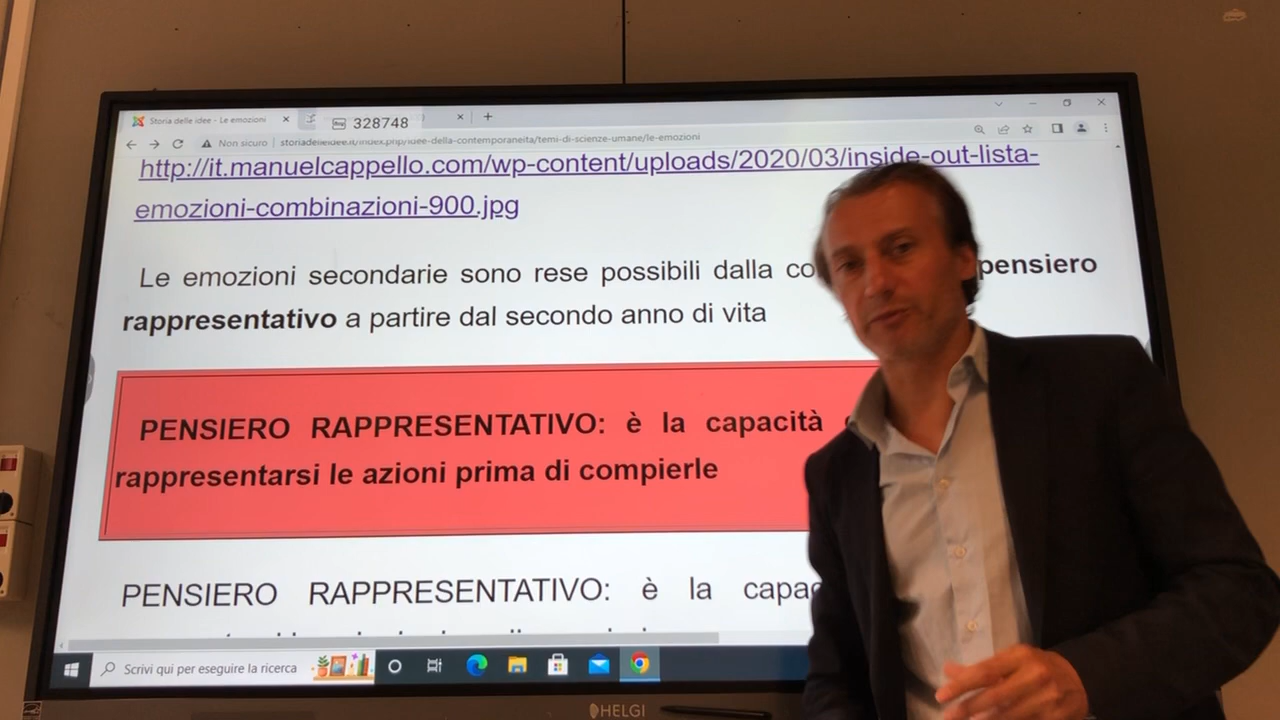 Storia delle idee - Le emozioni
328748
Non sicuro storiadelleidee.it/index.php/idee-della-contemporaneita/temi-di-scienze-umane/le-emozioni
http://it.manuelcappello.com/wp-content/uploads/2020/03/inside-out-lista-
emozioni-combinazioni-900.jpg
Le emozioni secondarie sono rese possibili dalla co pensiero
rappresentativo a partire dal secondo anno di vita
PENSIERO RAPPRESENTATIVO: è la capacità
rappresentarsi le azioni prima di compierle
PENSIERO RAPPRESENTATIVO: è la capac
Scrivi qui per eseguire la ricerca
HELGI